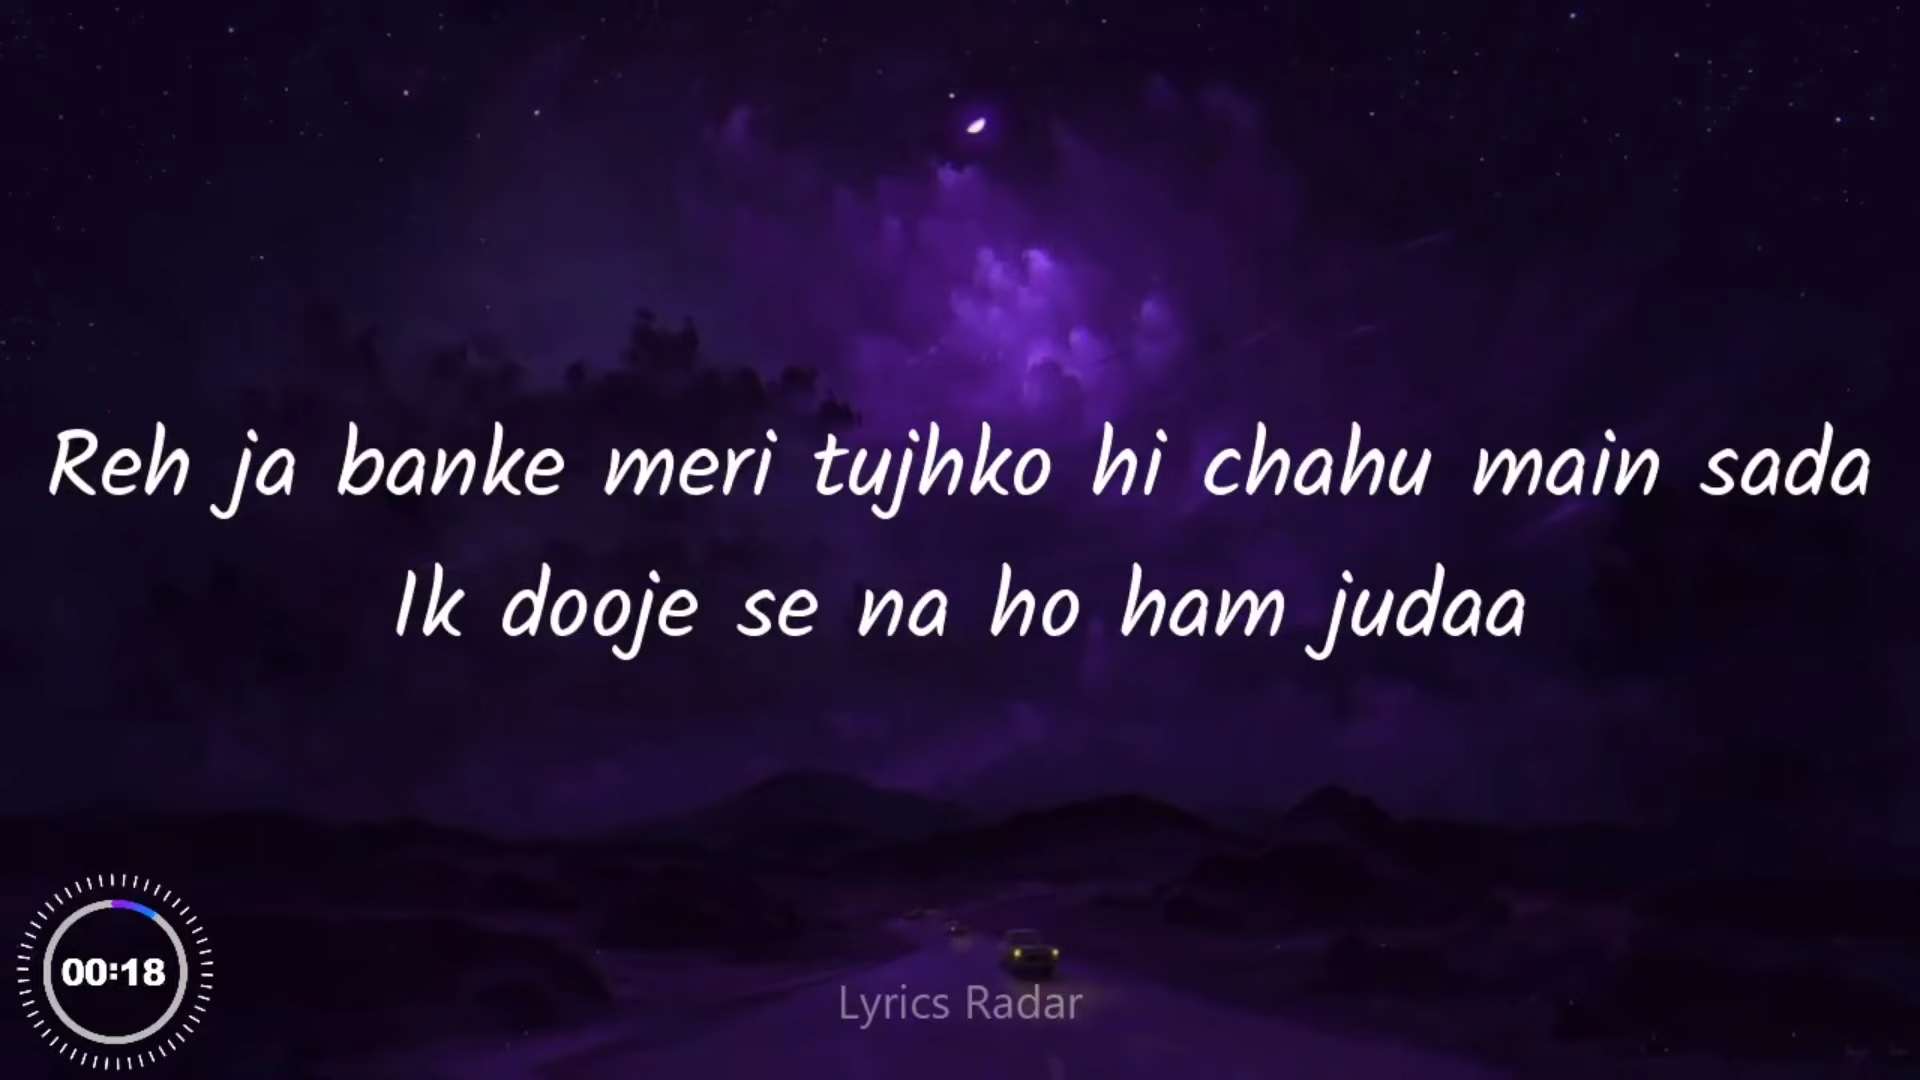 Reh ja banke meri tujhko hi chahu main sada
Ik dooje se na ho ham judaa
00:18
Lyrics Radar